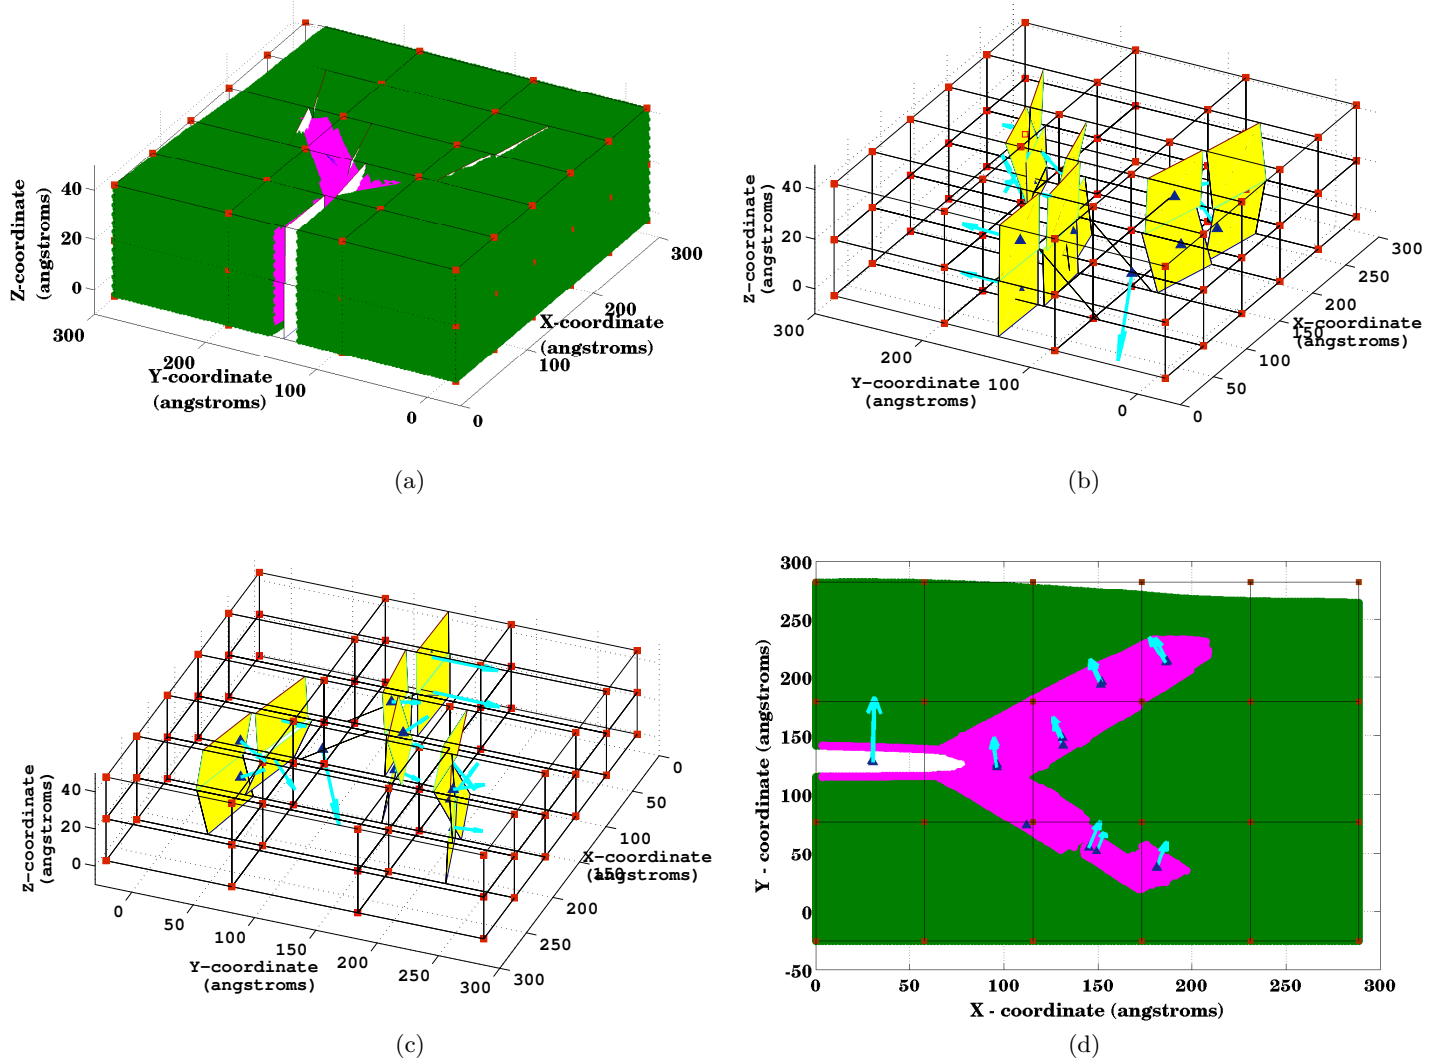 40
20
0
Z-coordinate
(angstroms)
300
200
100
0
Y-coordinate
(angstroms)
0
100
200
300
X-coordinate
(angstroms)
(a)
40
20
0
Z-coordinate
(angstroms)
300
200
100
0
Y-coordinate
(angstroms)
0
50
100
150
200
250
300
X-coordinate
(angstroms)
(b)
40
20
0
Z-coordinate
(angstroms)
0
50
100
150
200
250
300
Y-coordinate
(angstroms)
0
50
100
150
200
250
300
X-coordinate
(angstroms)
(c)
300
250
200
150
100
50
0
-50
Y - coordinate (angstroms)
0 50 100 150 200 250 300
X - coordinate (angstroms)
(d)